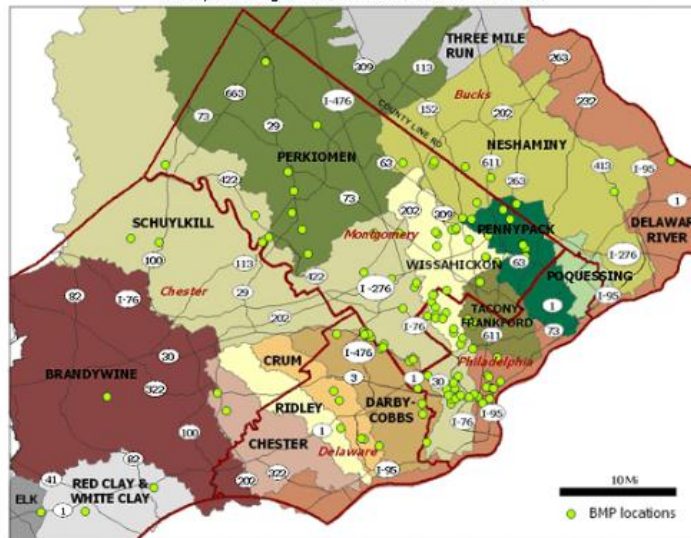 THREE MILE
RUN
263
309
113
232
663
I-476
152
Bucks
202
73
29
COUNTY LINE RD
NESHAMINY
PERKIOMEN
63
611
413
I-95
422
263
1
73
202
309
DELAWARE
RIVER
SCHUYLKILL
PENNYPACK
Montgomery
I-276
100
113
422
WISSAHICKON
63
POQUESSING
82
I-76
Chester
29
I-276
TACONY-
FRANKFORD
1
I-95
202
I-76
611
73
30
CRUM
I-476
Philadelphia
BRANDYWINE
322
3
1
30
RIDLEY
DARBY-
COBBS
I-95
100
CHESTER
1
I-76
Delaware
82
I-95
41
RED CLAY &
WHITE CLAY
202
322
ELK
1
10 Mi
BMP locations